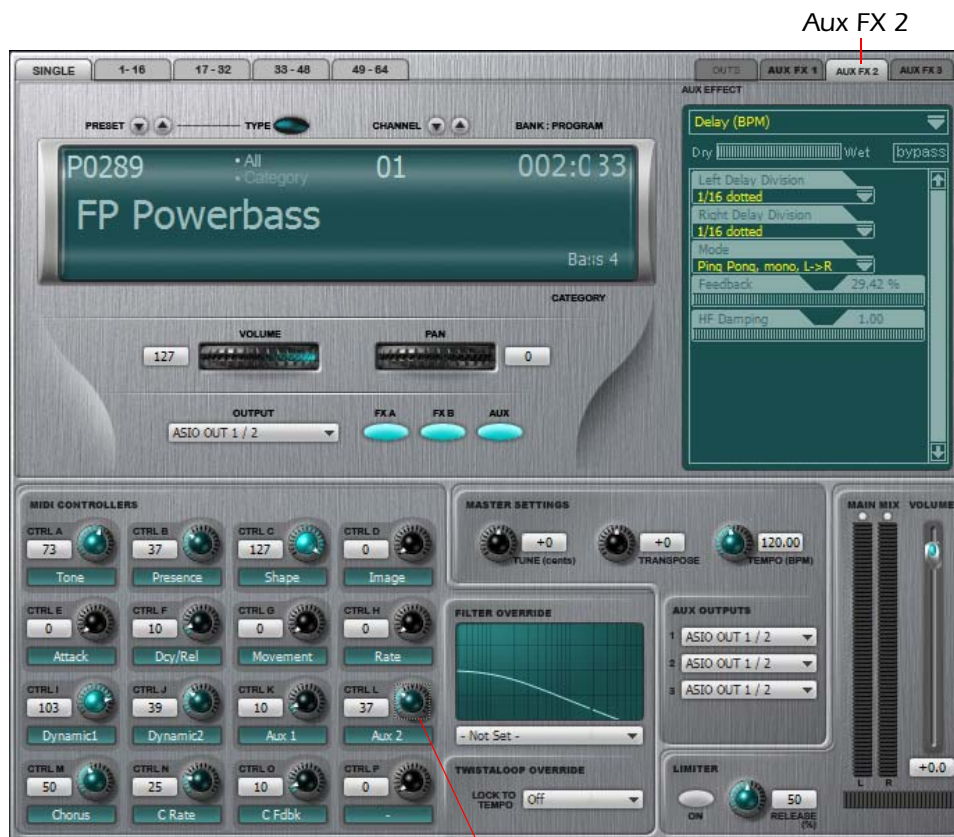 Aux FX 2
SINGLE 1-16 17-32 33-48 49-64
OUTS AUX FX 1 AUX FX 2 AUX FX 3
AUX EFFECT
PRESET TYPE CHANNEL BANK : PROGRAM
P0289 • All 01 002:033
• Category
FP Powerbass
Bass 4
CATEGORY
VOLUME PAN
127 0
OUTPUT FX A FX B AUX
ASIO OUT 1 / 2
Delay (BPM)
Dry Wet bypass
Left Delay Division
1/16 dotted
Right Delay Division
1/16 dotted
Mode
Ping Pong, mono, L->R
Feedback 29,42 %
HF Damping 1.00
MIDI CONTROLLERS
CTRL A CTRL B CTRL C CTRL D
73 37 127 0
Tone Presence Shape Image
CTRL E CTRL F CTRL G CTRL H
0 10 0 0
Attack Dcy/Rel Movement Rate
CTRL I CTRL J CTRL K CTRL L
103 39 10 37
Dynamic1 Dynamic2 Aux 1 Aux 2
CTRL M CTRL N CTRL O CTRL P
50 25 10 0
Chorus C Rate C Fdbk -
MASTER SETTINGS
+0 +0 120.00
TUNE (cents) TRANSPOSE TEMPO (BPM)
FILTER OVERRIDE
- Not Set -
TWISTALOOP OVERRIDE
LOCK TO TEMPO Off
AUX OUTPUTS
1 ASIO OUT 1 / 2
2 ASIO OUT 1 / 2
3 ASIO OUT 1 / 2
LIMITER
ON 50
RELEASE (%)
MAIN MIX VOLUME
+0.0
L R